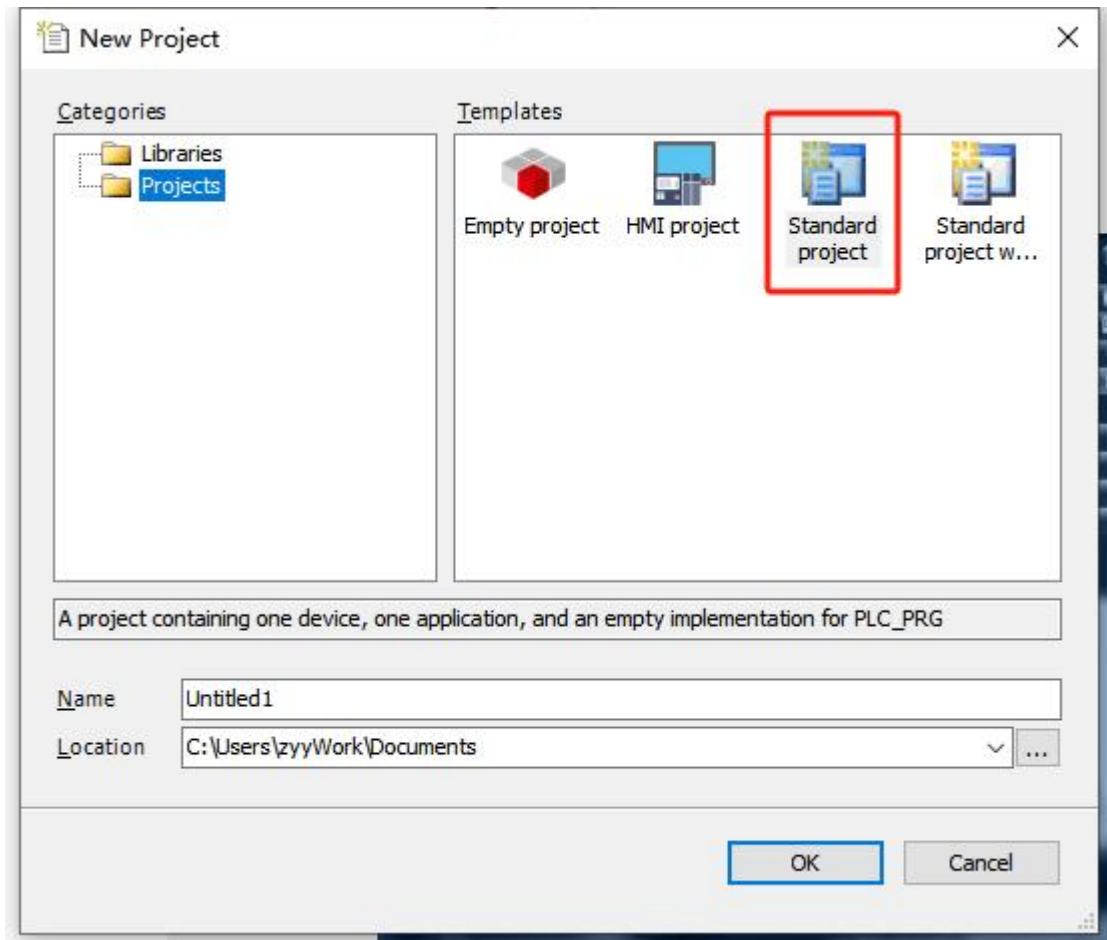 New Project
Categories
Templates
Libraries
Projects
Empty project
HMI project
Standard
project
Standard
project w...
A project containing one device, one application, and an empty implementation for PLC_PRG
Name
Untitled1
Location
C:\Users\zyyWork\Documents
...
OK
Cancel